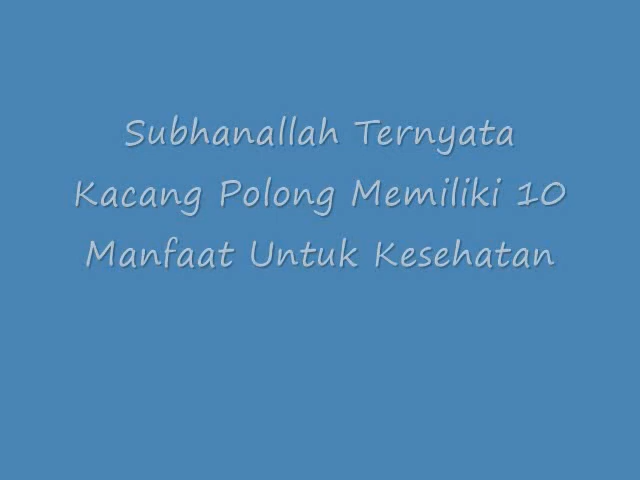 Subhanallah Ternyata
Kacang Polong Memiliki 10
Manfaat Untuk Kesehatan